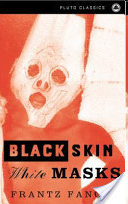 PLUTO CLASSICS
BLACK SKIN
White MASKS
FRANTZ FANON